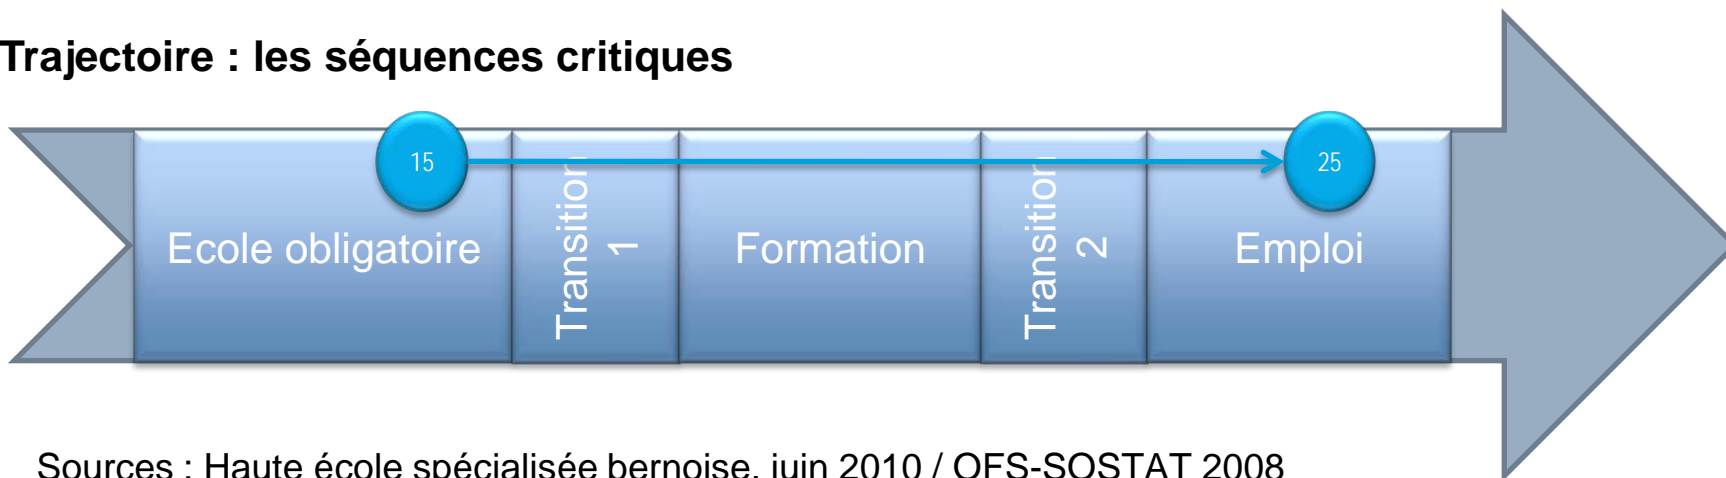 Trajectoire : les séquences critiques
15
25
Ecole obligatoire
Transition
1
Formation
Transition
2
Emploi
Sources : Haute école spécialisée bernoise, juin 2010 / OFS-SOSTAT 2008